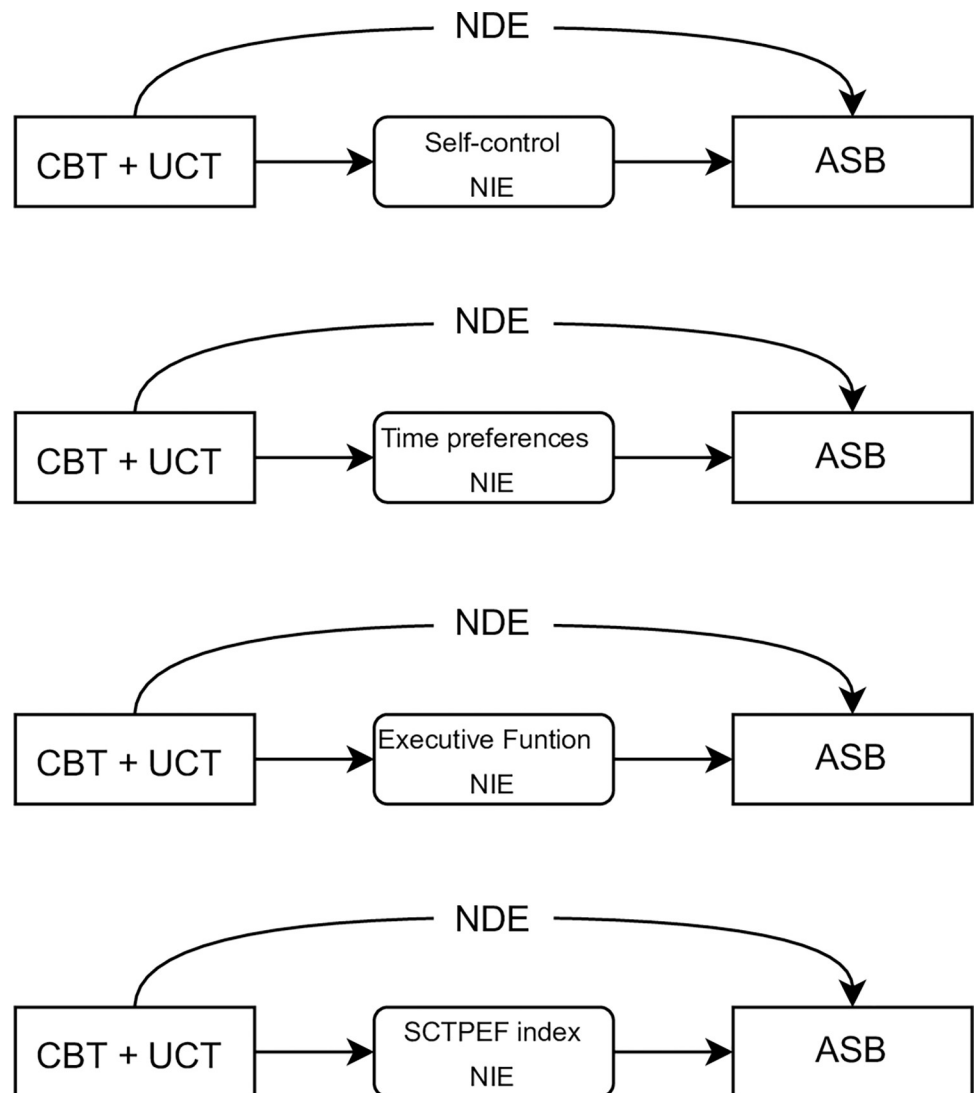 NDE
CBT + UCT
Self-control
NIE
ASB
NDE
CBT + UCT
Time preferences
NIE
ASB
NDE
CBT + UCT
Executive Funtion
NIE
ASB
NDE
CBT + UCT
SCTPEF index
NIE
ASB